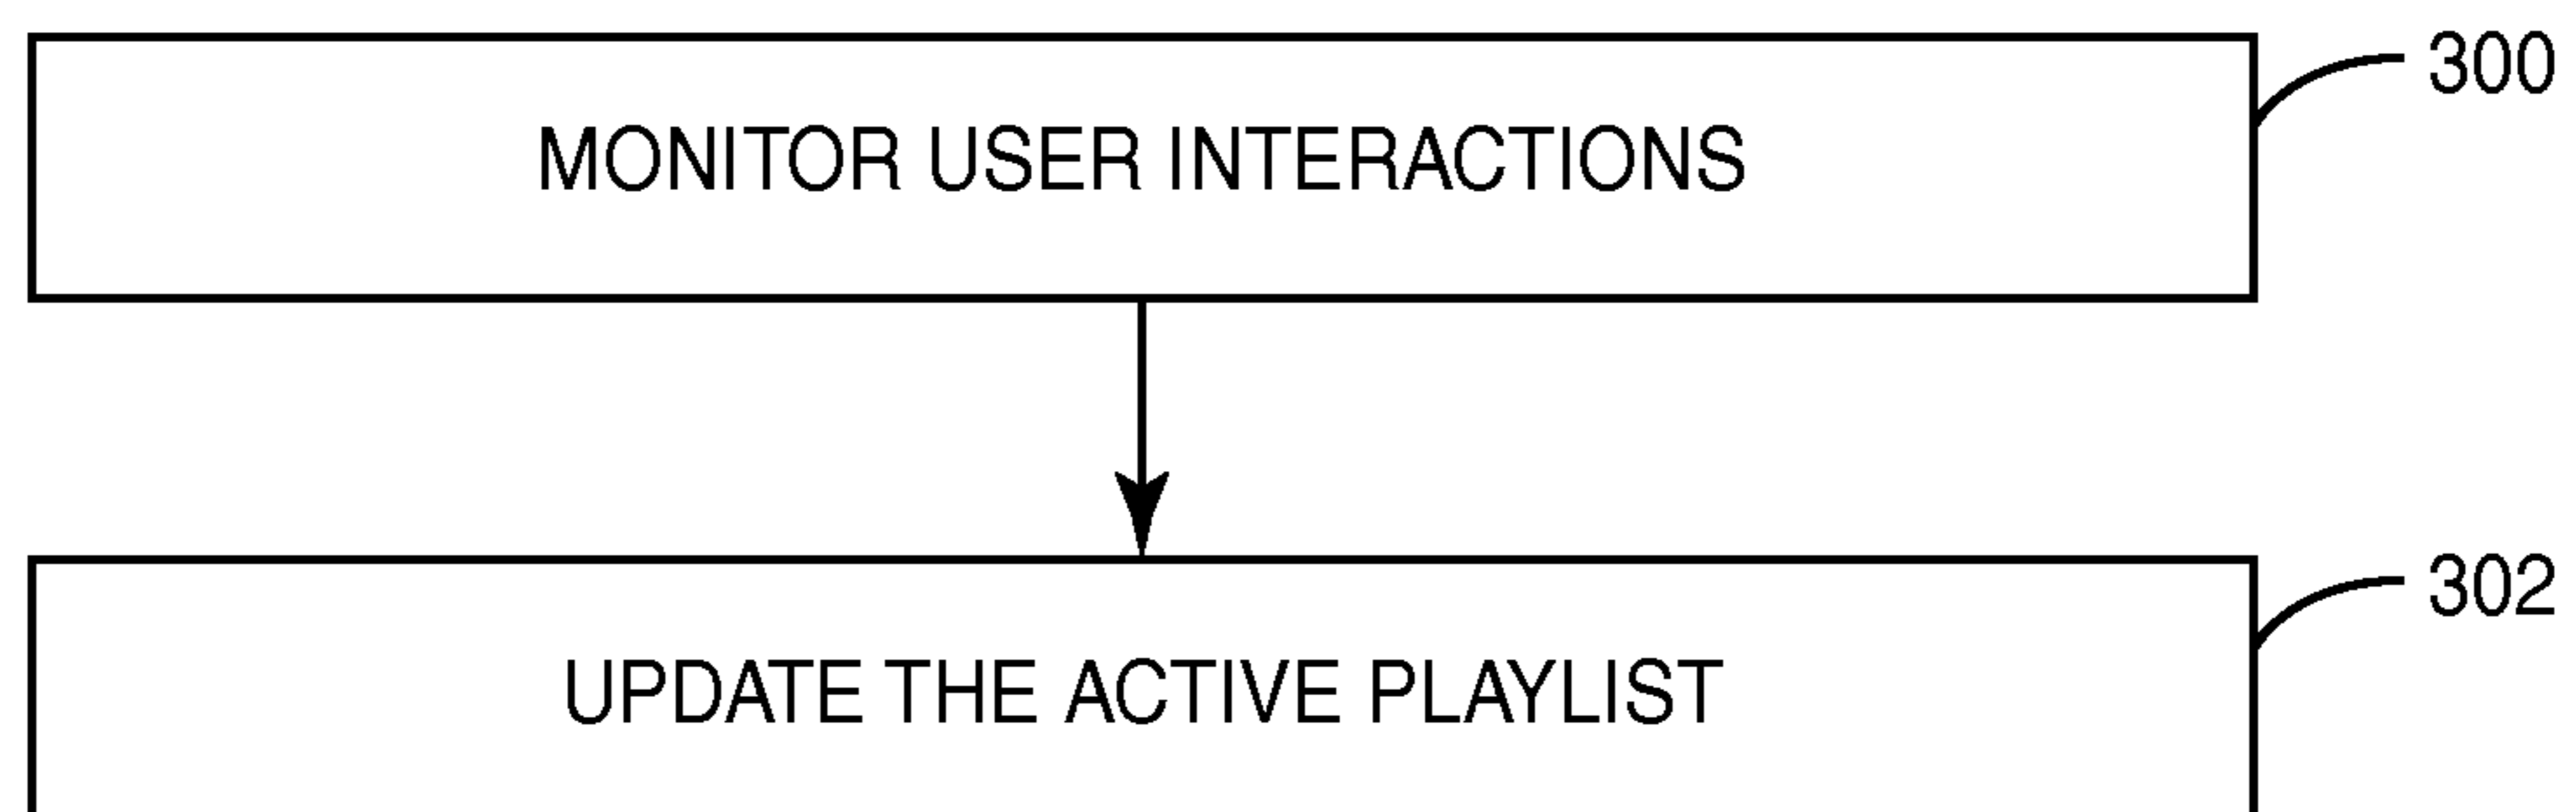 300
MONITOR USER INTERACTIONS
302
UPDATE THE ACTIVE PLAYLIST